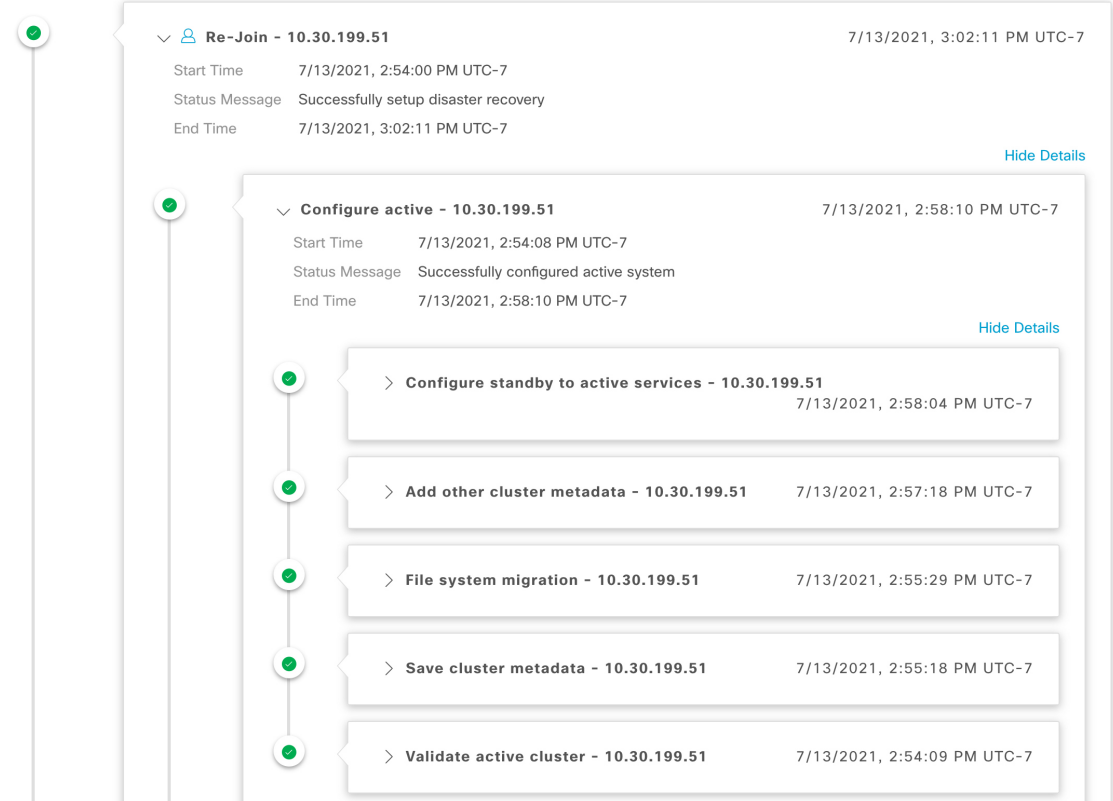 Re-Join - 10.30.199.51 7/13/2021, 3:02:11 PM UTC-7
Start Time 7/13/2021, 2:54:00 PM UTC-7
Status Message Successfully setup disaster recovery
End Time 7/13/2021, 3:02:11 PM UTC-7
Hide Details
Configure active - 10.30.199.51 7/13/2021, 2:58:10 PM UTC-7
Start Time 7/13/2021, 2:54:08 PM UTC-7
Status Message Successfully configured active system
End Time 7/13/2021, 2:58:10 PM UTC-7
Hide Details
Configure standby to active services - 10.30.199.51
7/13/2021, 2:58:04 PM UTC-7
Add other cluster metadata - 10.30.199.51 7/13/2021, 2:57:18 PM UTC-7
File system migration - 10.30.199.51 7/13/2021, 2:55:29 PM UTC-7
Save cluster metadata - 10.30.199.51 7/13/2021, 2:55:18 PM UTC-7
Validate active cluster - 10.30.199.51 7/13/2021, 2:54:09 PM UTC-7